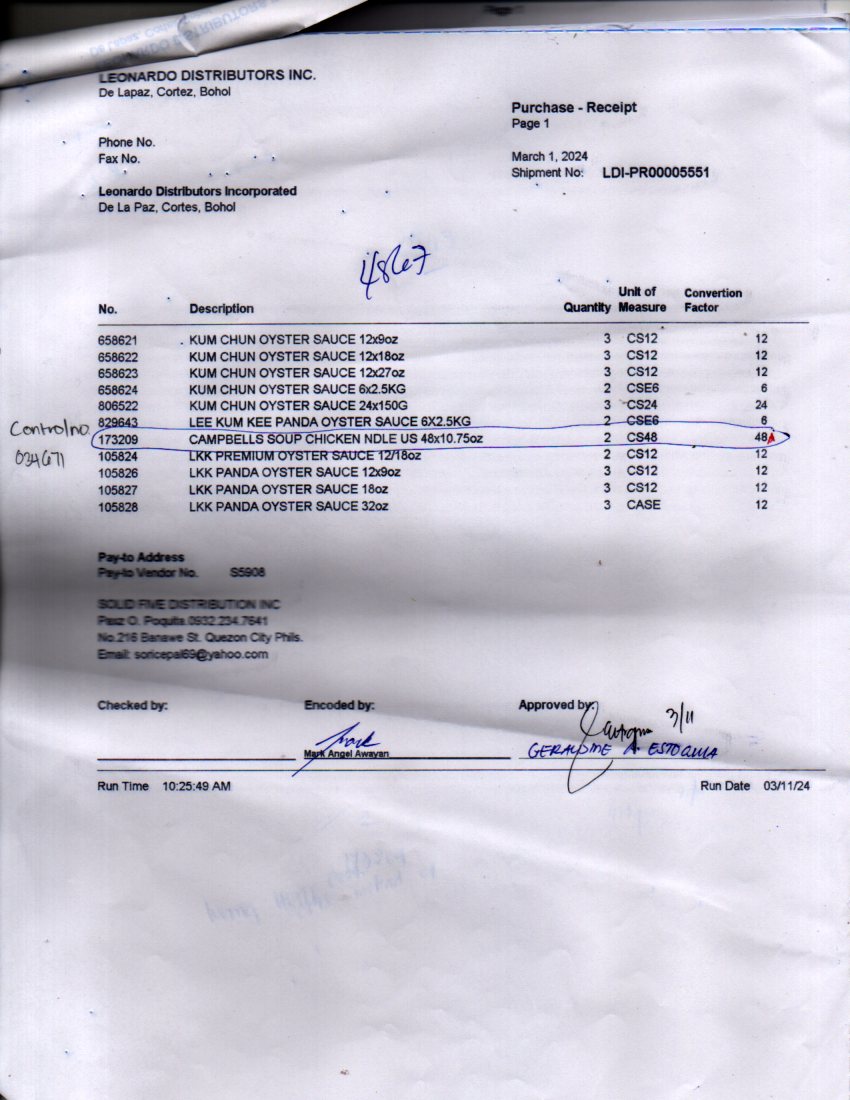 LEONARDO DISTRIBUTORS INC.
De Lapaz, Cortez, Bohol
Purchase - Receipt
Page 1
Phone No.
Fax No.
March 1, 2024
Shipment No: LDI-PR00005551
Leonardo Distributors Incorporated
De La Paz, Cortes, Bohol
4867
No. Description Quantity Unit of Measure Convertion Factor
658621 KUM CHUN OYSTER SAUCE 12x9oz 3 CS12 12
658622 KUM CHUN OYSTER SAUCE 12x18oz 3 CS12 12
658623 KUM CHUN OYSTER SAUCE 12x27oz 3 CS12 12
658624 KUM CHUN OYSTER SAUCE 6x2.5KG 2 CSE6 6
806522 KUM CHUN OYSTER SAUCE 24x150G 3 CS24 24
829643 LEE KUM KEE PANDA OYSTER SAUCE 6X2.5KG 2 CSE6 6
Control no.
034671
173209 CAMPBELLS SOUP CHICKEN NDLE US 48x10.75oz 2 CS48 48
105824 LKK PREMIUM OYSTER SAUCE 12/18oz 2 CS12 12
105826 LKK PANDA OYSTER SAUCE 12x9oz 3 CS12 12
105827 LKK PANDA OYSTER SAUCE 18oz 3 CS12 12
105828 LKK PANDA OYSTER SAUCE 32oz 3 CASE 12
Pay-to Address
Pay-to Vendor No. S5908
SOLID FIVE DISTRIBUTION INC
Pasz O. Poquita.0932.234.7641
No.216 Banawe St. Quezon City Phils.
Email: soricepal69@yahoo.com
Checked by: Encoded by: Approved by:
3/11
Mark Angel Awayan
GERALDINE A. ESTOQUIA
Run Time 10:25:49 AM Run Date 03/11/24